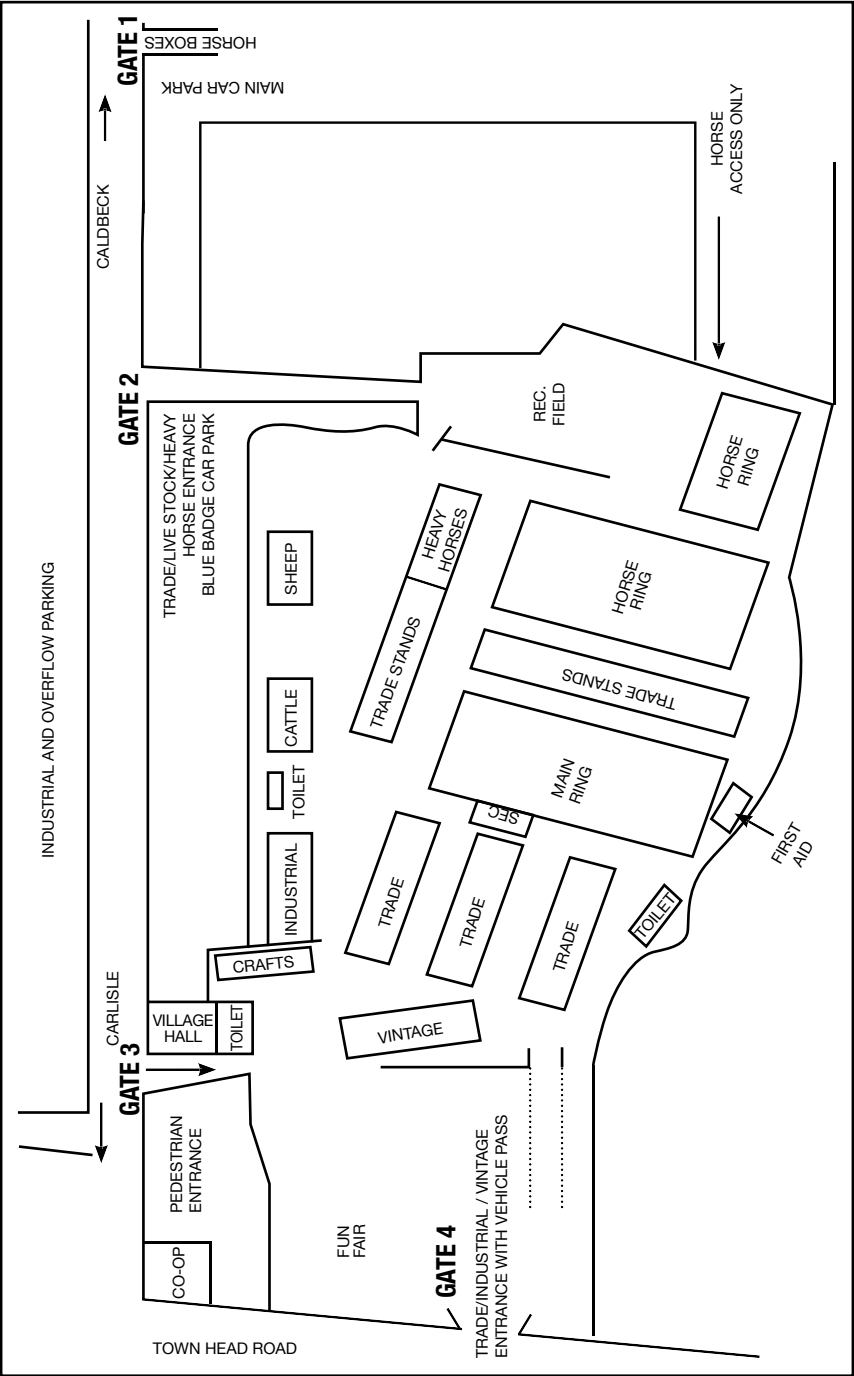 INDUSTRIAL AND OVERFLOW PARKING
CARLISLE
CALDBECK
GATE 3
GATE 2
GATE 1
HORSE BOXES
MAIN CAR PARK
CO-OP
PEDESTRIAN
ENTRANCE
VILLAGE
HALL
TOILET
TRADE/LIVE STOCK/HEAVY
HORSE ENTRANCE
BLUE BADGE CAR PARK
TOWN HEAD ROAD
CRAFTS
INDUSTRIAL
TOILET
CATTLE
SHEEP
FUN
FAIR
VINTAGE
TRADE
TRADE STANDS
HEAVY
HORSES
REC.
FIELD
GATE 4
TRADE/INDUSTRIAL / VINTAGE
ENTRANCE WITH VEHICLE PASS
TRADE
SEC
MAIN
RING
TRADE STANDS
HORSE
RING
TRADE
TOILET
FIRST
AID
HORSE
RING
HORSE
ACCESS ONLY